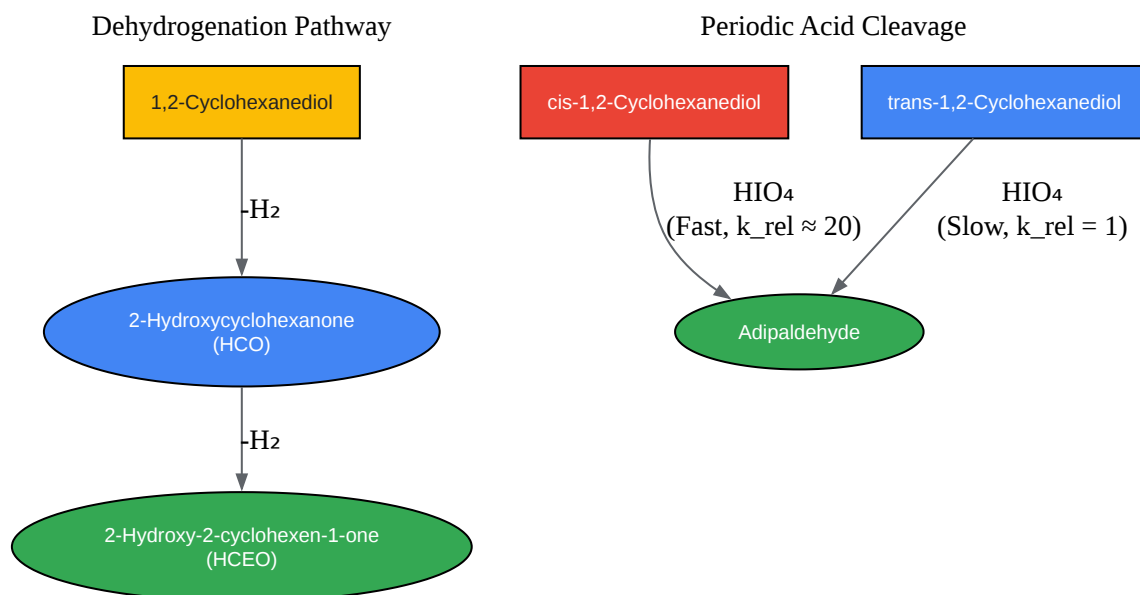 Dehydrogenation Pathway
1,2-Cyclohexanediol
-H₂
2-Hydroxycyclohexanone
(HCO)
-H₂
2-Hydroxy-2-cyclohexen-1-one
(HCEO)
Periodic Acid Cleavage
cis-1,2-Cyclohexanediol
trans-1,2-Cyclohexanediol
HIO₄
(Fast, k_rel ≈ 20)
HIO₄
(Slow, k_rel = 1)
Adipaldehyde